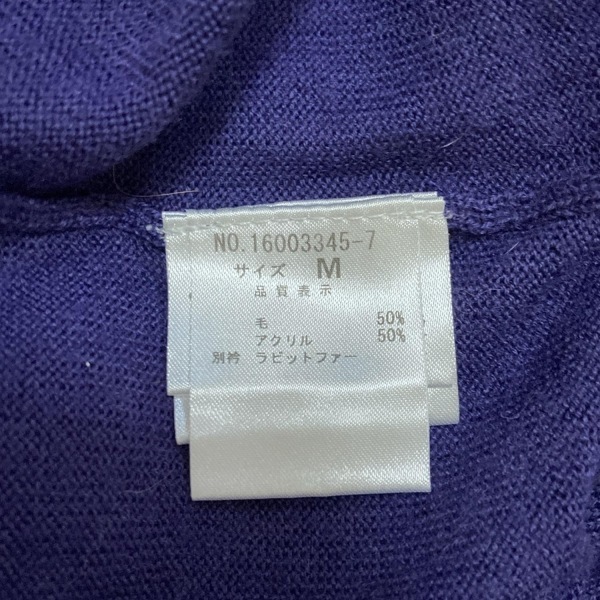 NO.16003345-7
サイズ M
品質表示
毛 50%
アクリル 50%
別衿 ラビットファー